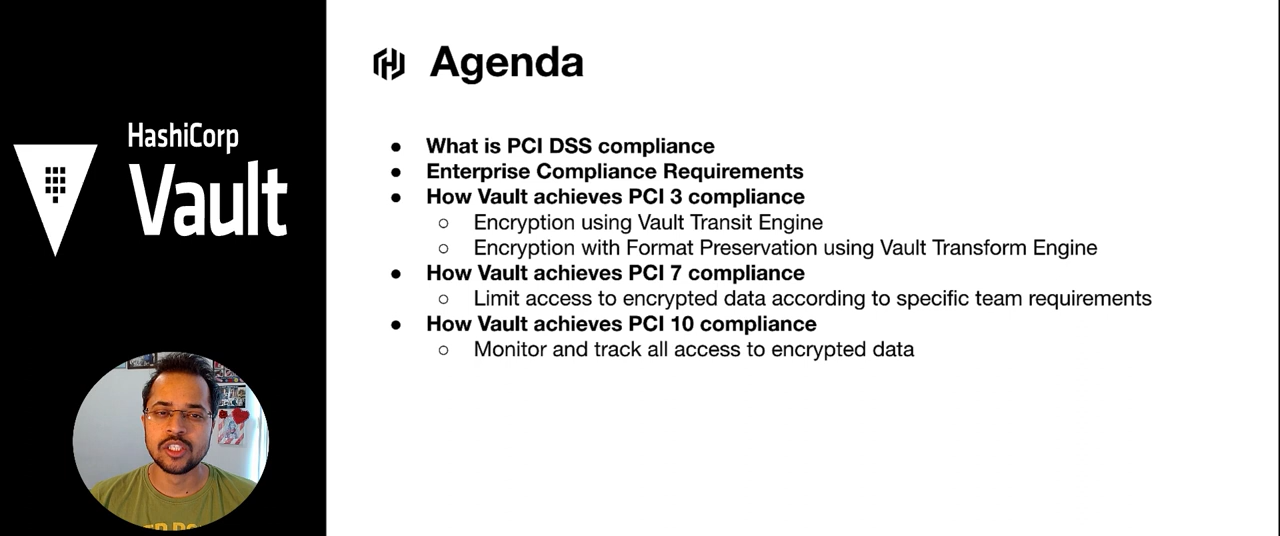 HashiCorp
Vault
Agenda
● What is PCI DSS compliance
● Enterprise Compliance Requirements
● How Vault achieves PCI 3 compliance
○ Encryption using Vault Transit Engine
○ Encryption with Format Preservation using Vault Transform Engine
● How Vault achieves PCI 7 compliance
○ Limit access to encrypted data according to specific team requirements
● How Vault achieves PCI 10 compliance
○ Monitor and track all access to encrypted data